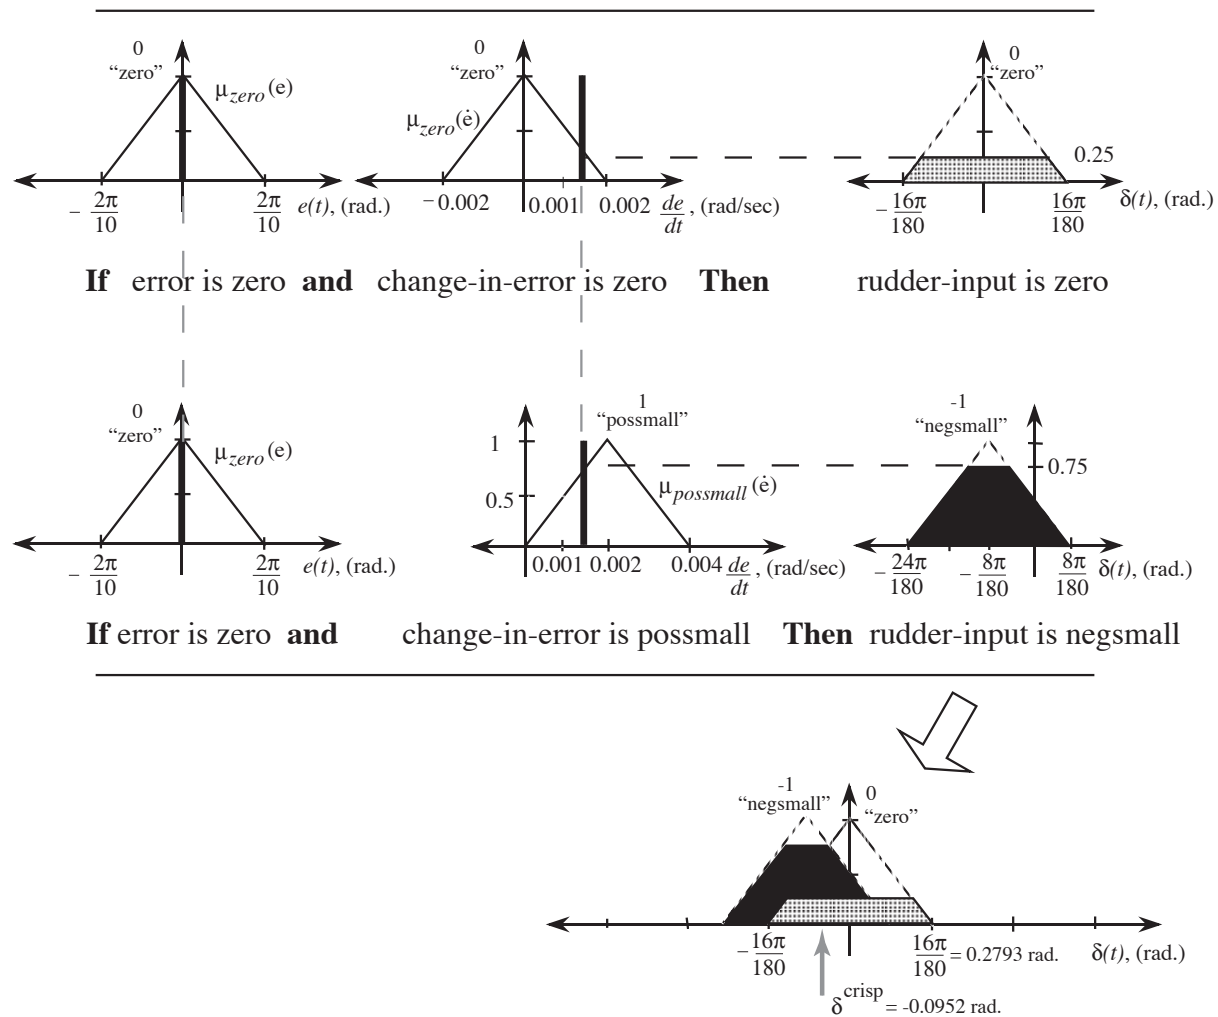 0
“zero”
μzero(e)
− 2π/10
2π/10
e(t), (rad.)
0
“zero”
μzero(ė)
−0.002
0.001
0.002
de/dt , (rad/sec)
0
“zero”
0.25
− 16π/180
16π/180
δ(t), (rad.)
If error is zero and change-in-error is zero Then rudder-input is zero
0
“zero”
μzero(e)
− 2π/10
2π/10
e(t), (rad.)
1
“possmall”
1
0.5
μpossmall(ė)
0.001
0.002
0.004
de/dt , (rad/sec)
-1
“negsmall”
0.75
− 24π/180
− 8π/180
8π/180
δ(t), (rad.)
If error is zero and change-in-error is possmall Then rudder-input is negsmall
-1
“negsmall”
0
“zero”
− 16π/180
16π/180 = 0.2793 rad.
δ(t), (rad.)
δcrisp = -0.0952 rad.